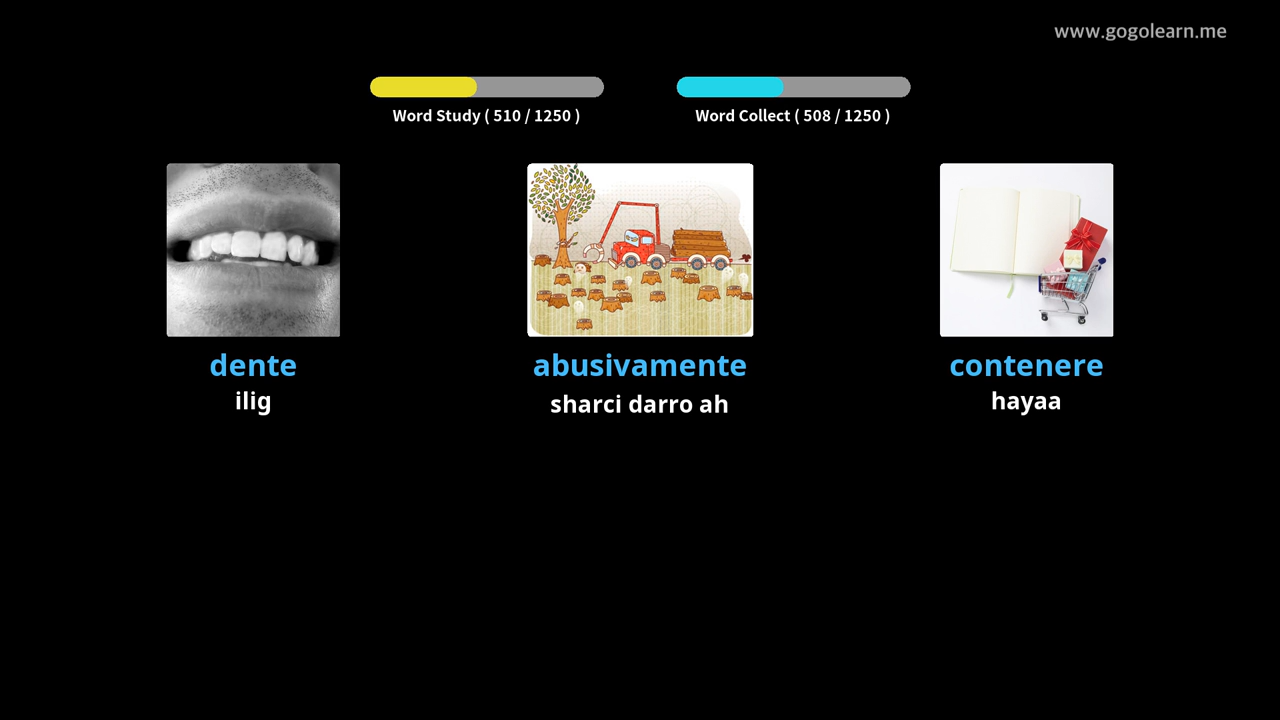 www.gogolearn.me
Word Study ( 510 / 1250 )
Word Collect ( 508 / 1250 )
dente
ilig
abusivamente
sharci darro ah
contenere
hayaa